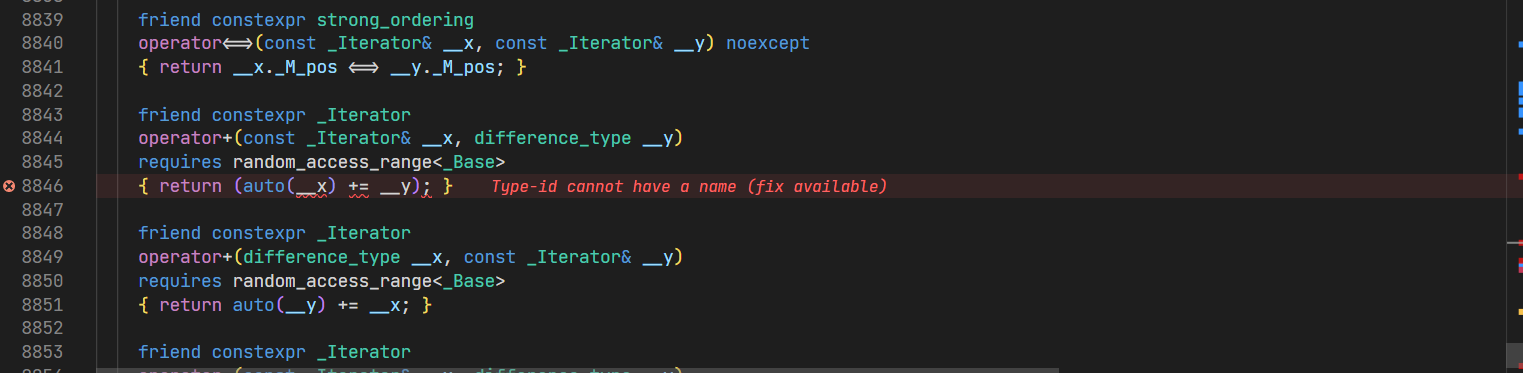 8839 friend constexpr strong_ordering
8840 operator<=>(const _Iterator& __x, const _Iterator& __y) noexcept
8841 { return __x._M_pos <=> __y._M_pos; }
8842
8843 friend constexpr _Iterator
8844 operator+(const _Iterator& __x, difference_type __y)
8845 requires random_access_range<_Base>
8846 { return (auto(__x) += __y); } Type-id cannot have a name (fix available)
8847
8848 friend constexpr _Iterator
8849 operator+(difference_type __x, const _Iterator& __y)
8850 requires random_access_range<_Base>
8851 { return auto(__y) += __x; }
8852
8853 friend constexpr _Iterator